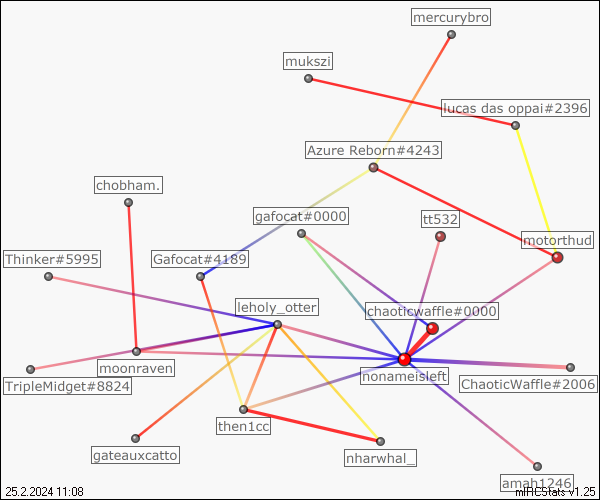 mercurybro
mukszi
lucas das oppai#2396
Azure Reborn#4243
chobham.
gafocat#0000
tt532
motorthud
Thinker#5995
Gafocat#4189
leholy_otter
chaoticwaffle#0000
moonraven
nonameisleft
TripleMidget#8824
ChaoticWaffle#2006
then1cc
gateauxcatto
nharwhal_
amah1246
25.2.2024 11:08
mIRCStats v1.25